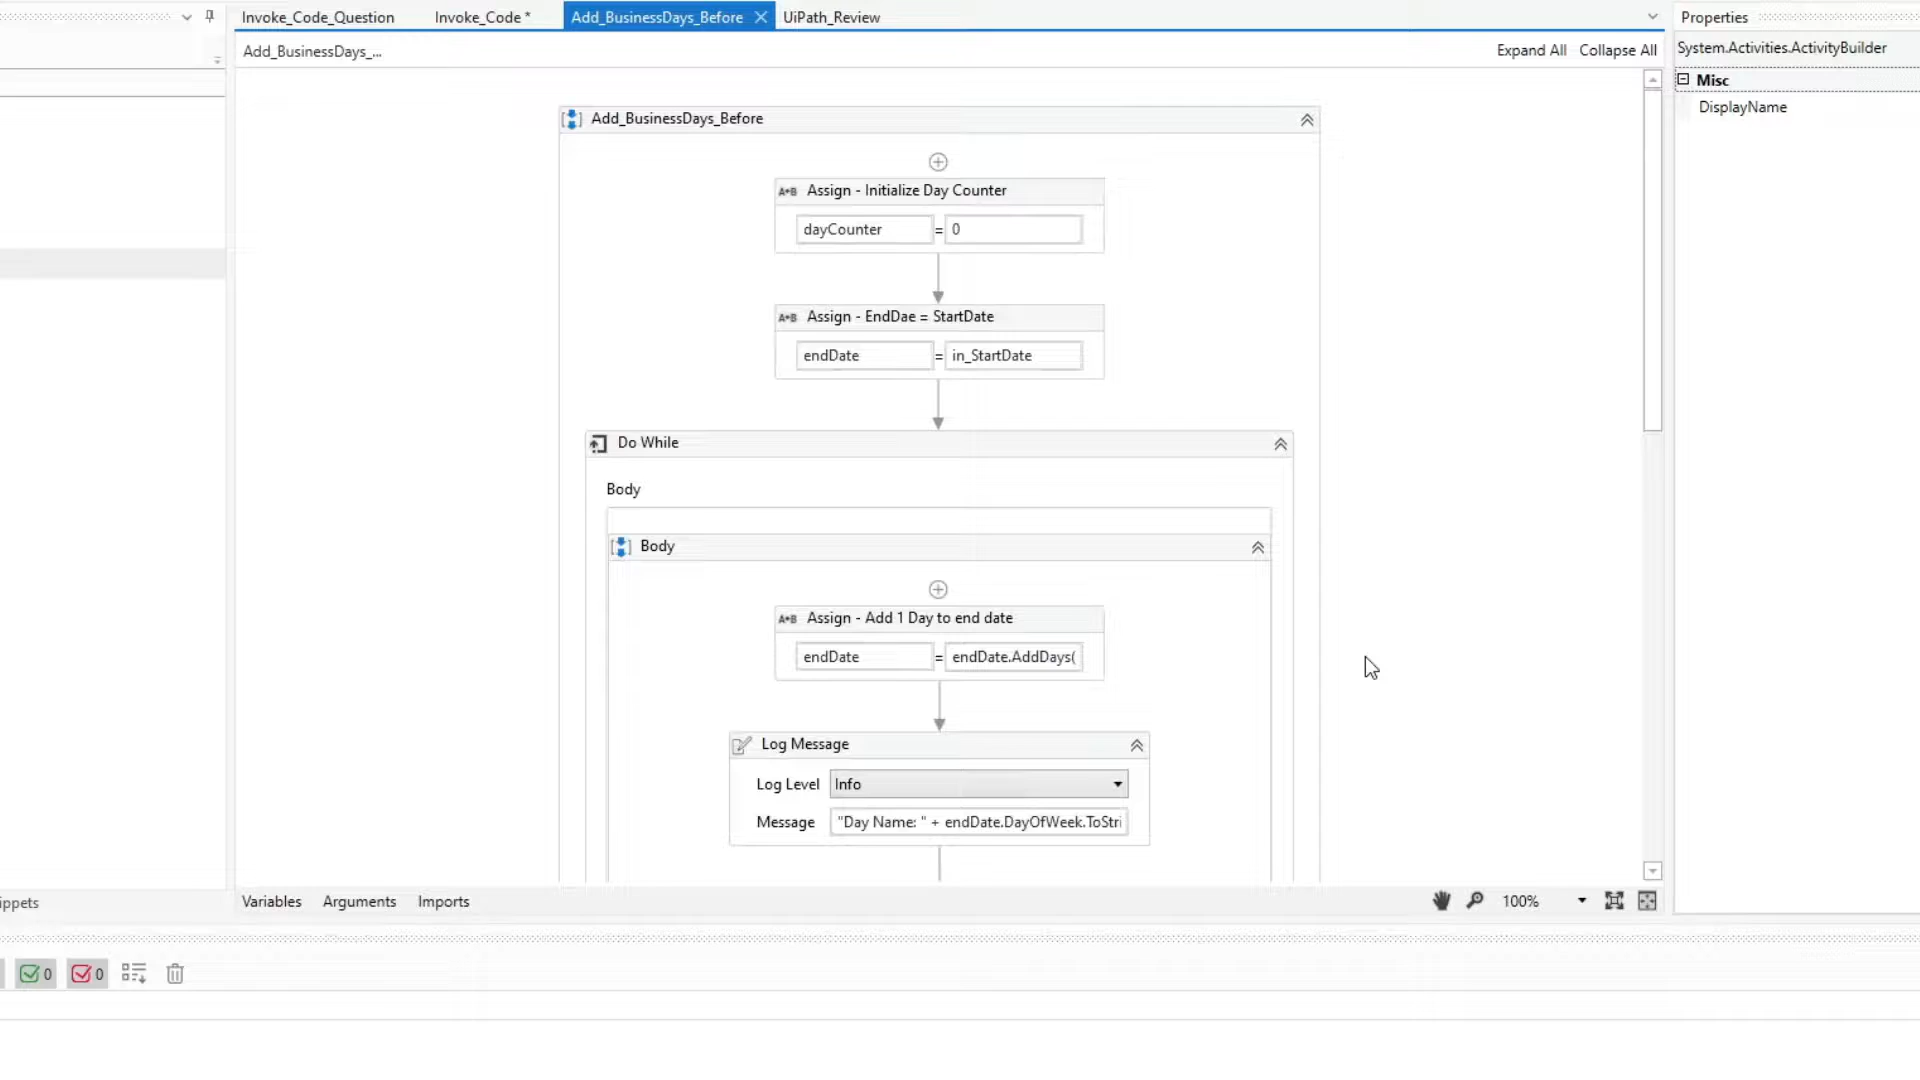 Invoke_Code_Question Invoke_Code * Add_BusinessDays_Before UiPath_Review Properties
Add_BusinessDays_... Expand All Collapse All System.Activities.ActivityBuilder
Misc
DisplayName
Add_BusinessDays_Before
A+B Assign - Initialize Day Counter
dayCounter = 0
A+B Assign - EndDae = StartDate
endDate = in_StartDate
Do While
Body
Body
A+B Assign - Add 1 Day to end date
endDate = endDate.AddDays(
Log Message
Log Level Info
Message "Day Name: " + endDate.DayOfWeek.ToStri
ippets Variables Arguments Imports 100%
0 0